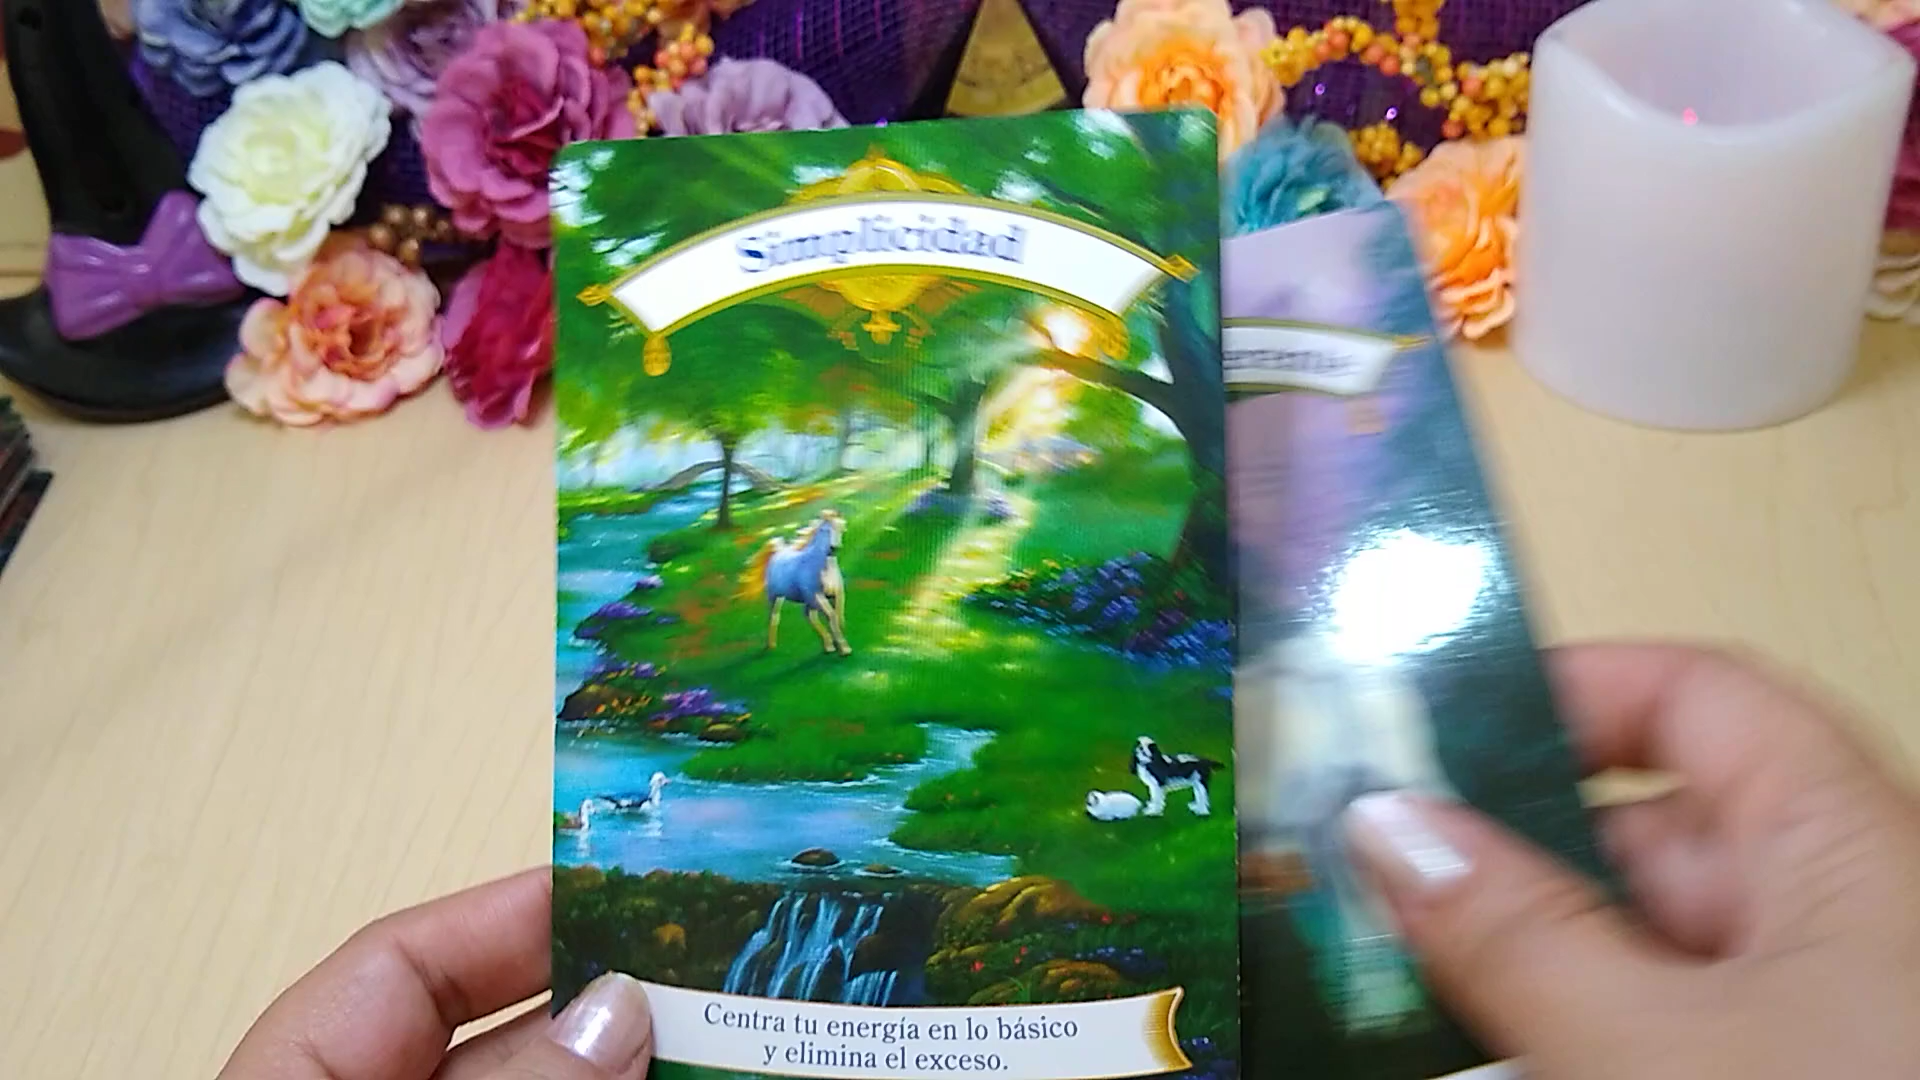 Simplicidad
Centra tu energía en lo básico
y elimina el exceso.